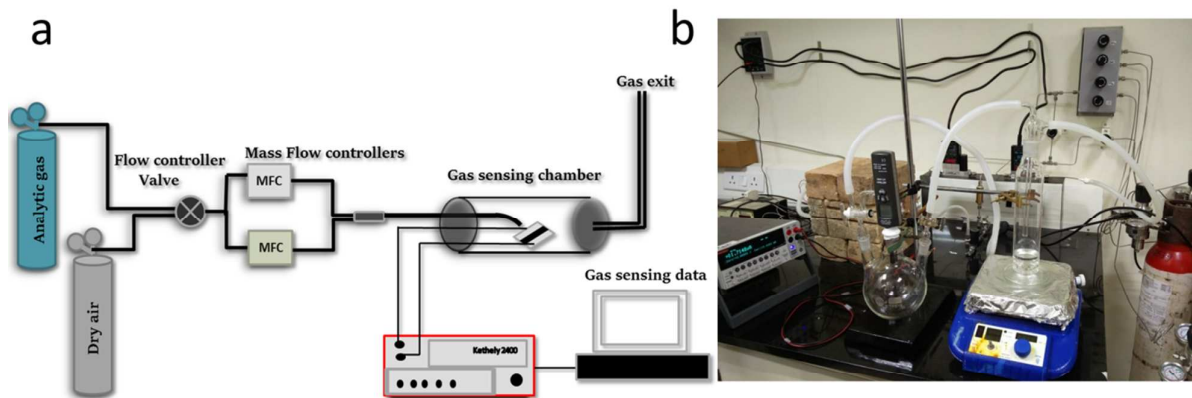 a
b
Gas exit
Flow controller
Valve
Mass Flow controllers
MFC
MFC
Gas sensing chamber
Analytic gas
Dry air
Gas sensing data
Kethely 2400